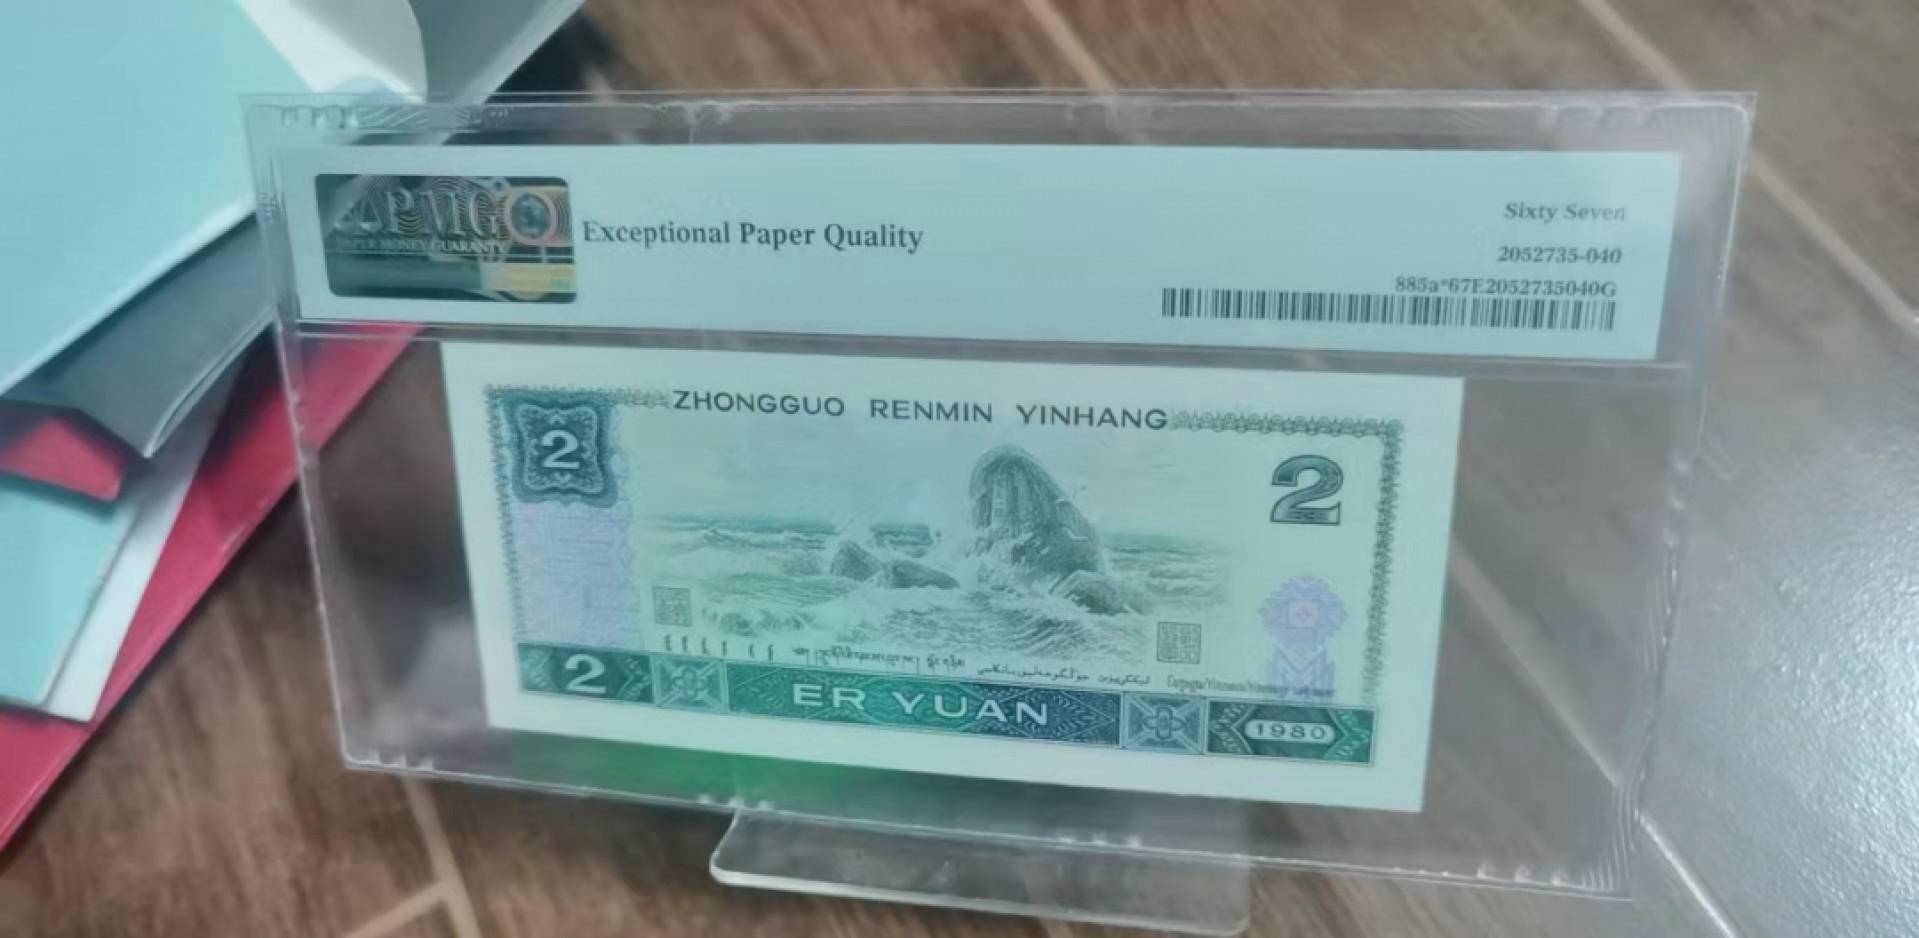 PMG
PAPER MONEY GUARANTY
Exceptional Paper Quality
Sixty Seven
2052735-040
885a*67E2052735040G
ZHONGGUO RENMIN YINHANG
2
2
2
ER YUAN
1980